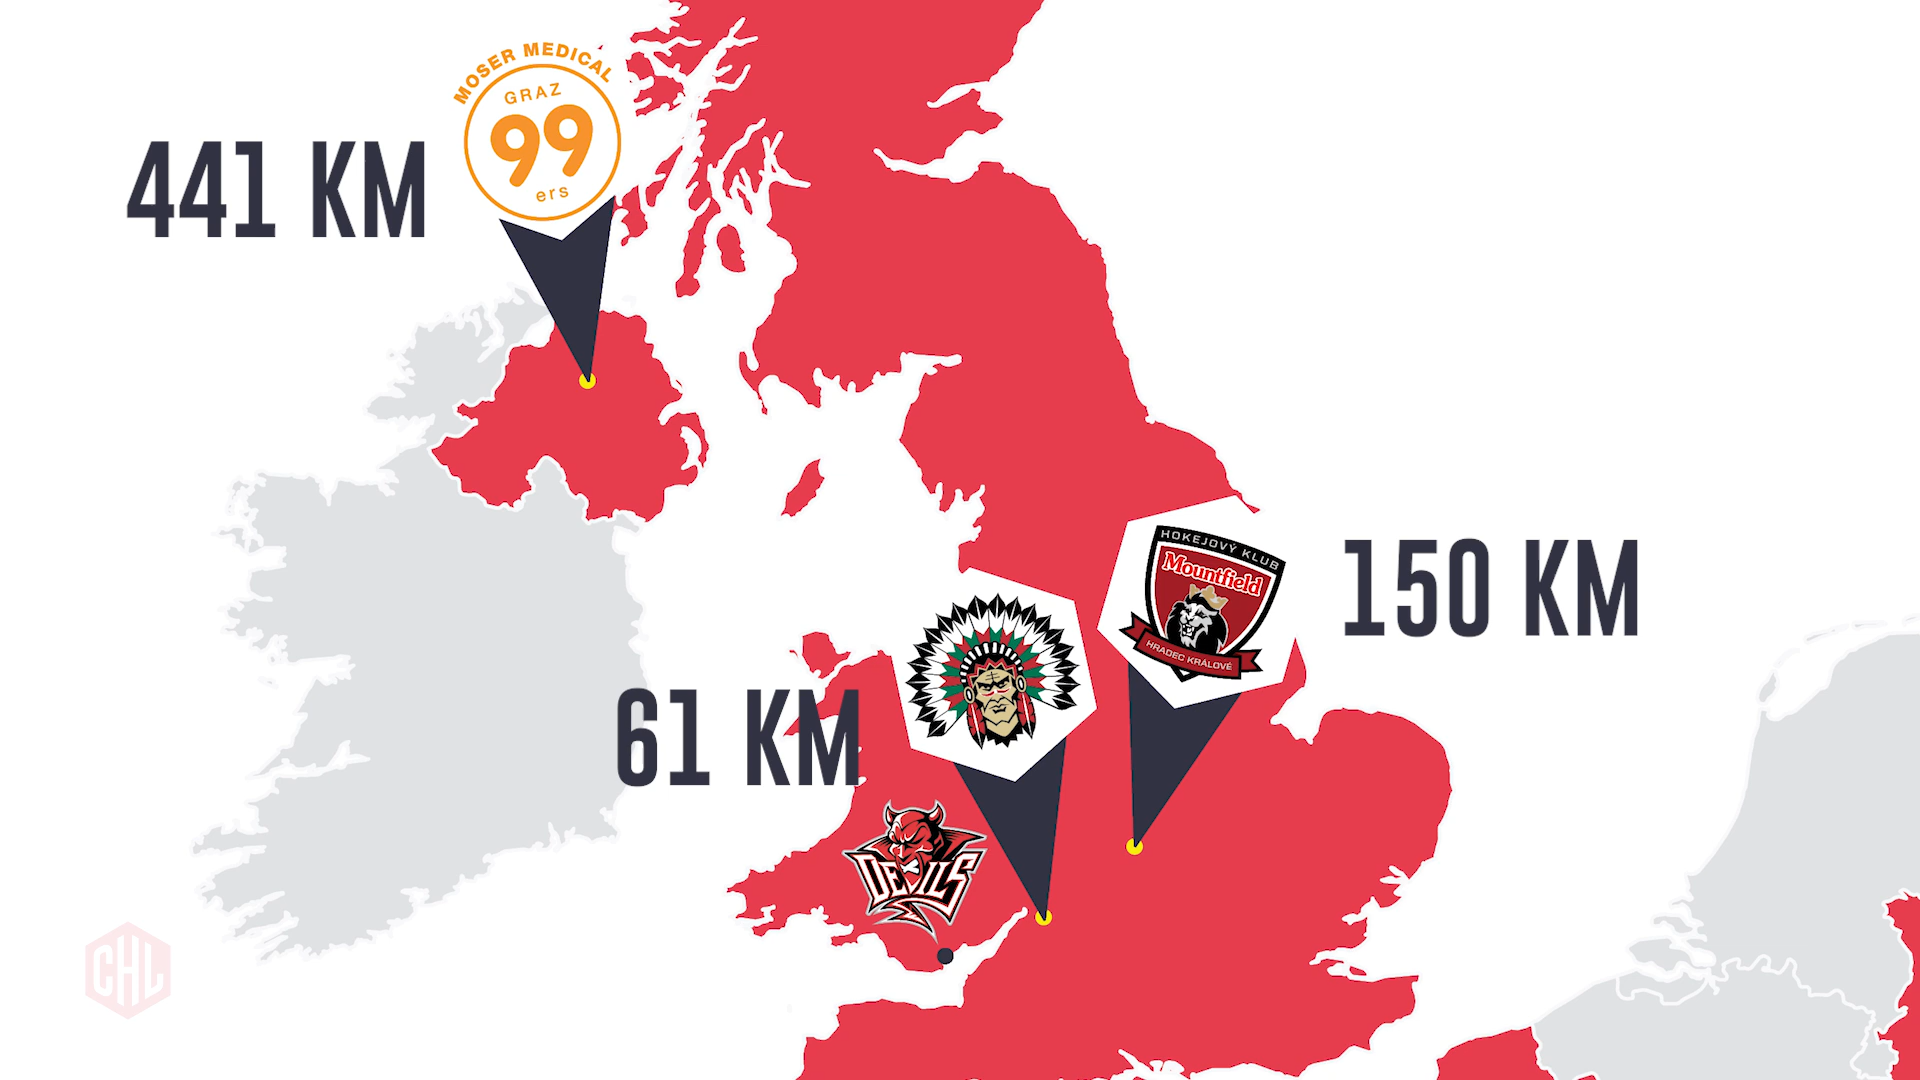 MOSER MEDICAL
GRAZ
99
ers
441 KM
HOKEJOVÝ KLUB
Mountfield
HRADEC KRÁLOVÉ
150 KM
61 KM
DEVILS
CHL